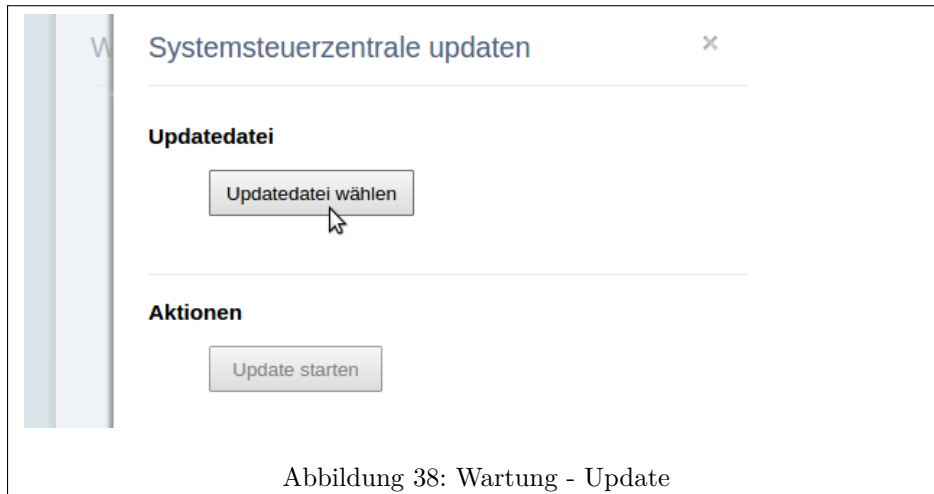 W
Systemsteuerzentrale updaten ×
Updatedatei
Updatedatei wählen
Aktionen
Update starten
Abbildung 38: Wartung - Update